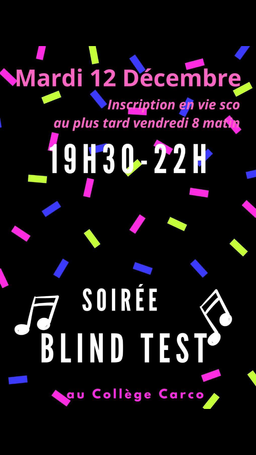 Mardi 12 Décembre
Inscription en vie sco
au plus tard vendredi 8 matin
19H30-22H
SOIRÉE
BLIND TEST
au Collège Carco